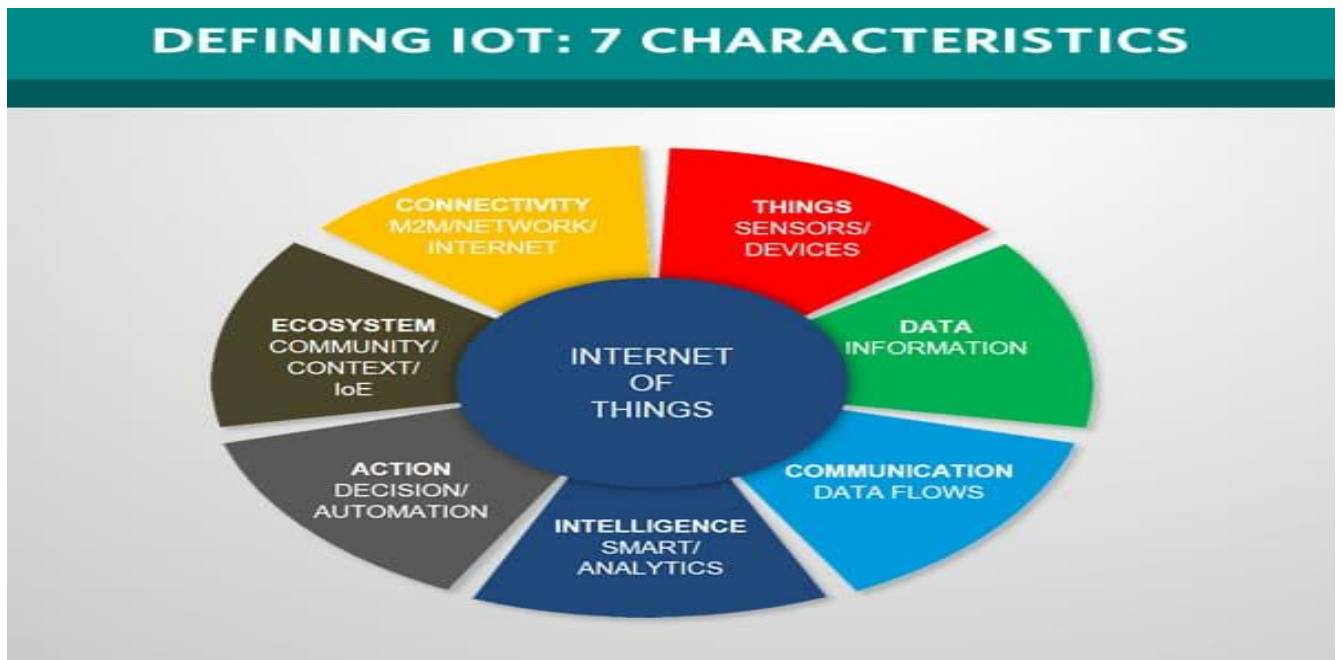 DEFINING IOT: 7 CHARACTERISTICS
CONNECTIVITY
M2M/NETWORK/
INTERNET
THINGS
SENSORS/
DEVICES
DATA
INFORMATION
COMMUNICATION
DATA FLOWS
INTELLIGENCE
SMART/
ANALYTICS
ACTION
DECISION/
AUTOMATION
ECOSYSTEM
COMMUNITY/
CONTEXT/
IoE
INTERNET
OF
THINGS